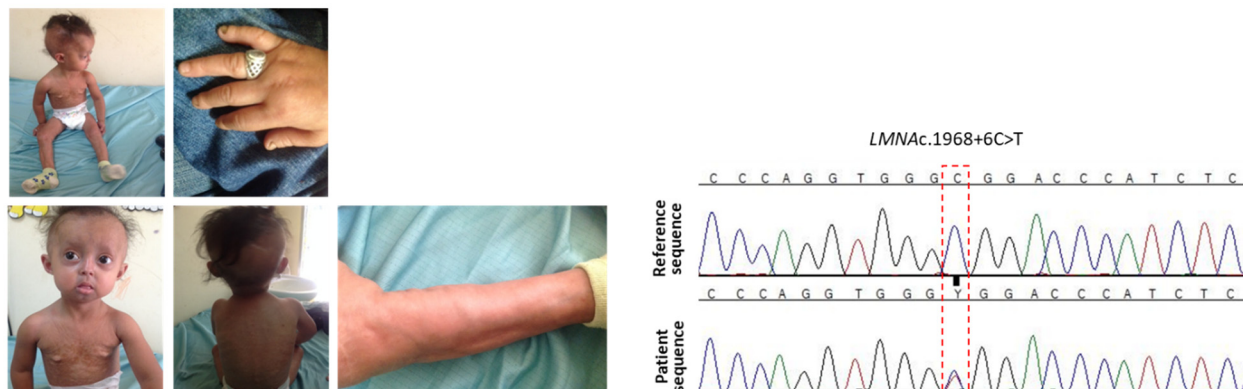 LMNAc.1968+6C>T
C C C A G G T G G G C G G A C C C A T C T C
Reference
sequence
C C C A G G T G G G Y G G A C C C A T C T C
Patient
sequence